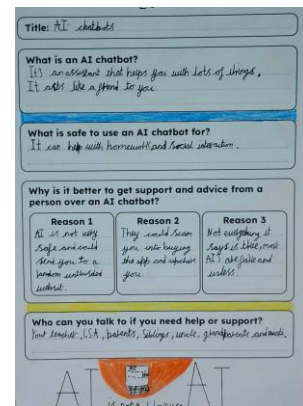 Title: AI chatbots
What is an AI chatbot?
It's an assistant that helps you with lots of things.
It acts like a friend to you.
What is safe to use an AI chatbot for?
It can help with homework and social interaction.
Why is it better to get support and advice from a
person over an AI chatbot?
Reason 1
AI is not very
safe and could
send you to a
random untrusted
website.
Reason 2
They could scam
you into buying
the app and
you.
Reason 3
Not everything it
says is true, most
AI's are fake and
useless.
Who can you talk to if you need help or support?
Your teacher, LSA, parents, siblings, uncle, grandparents and aunt.
AI AI
is not a